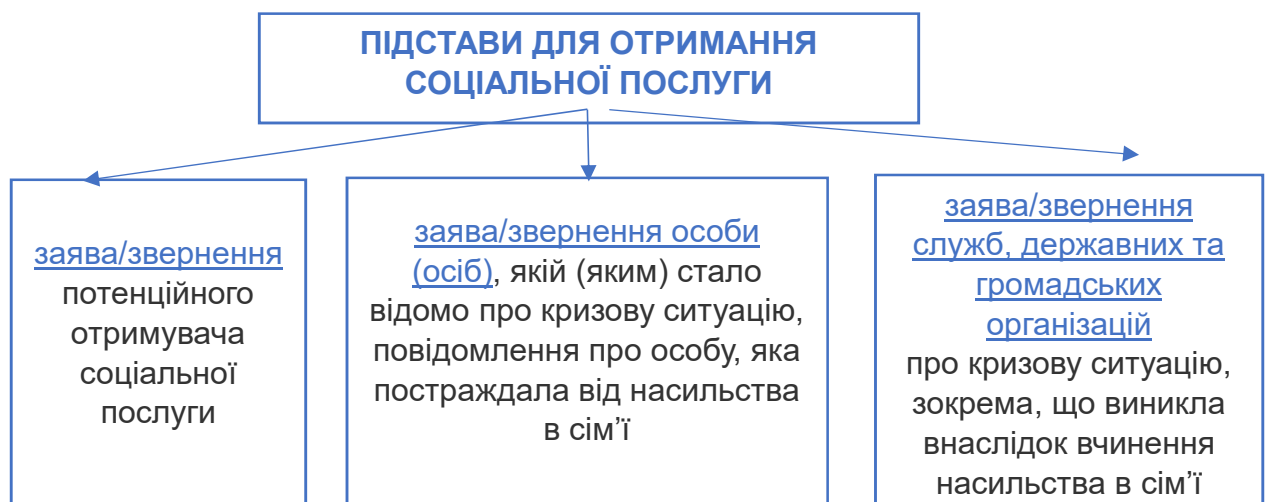 ПІДСТАВИ ДЛЯ ОТРИМАННЯ
СОЦІАЛЬНОЇ ПОСЛУГИ
заява/звернення
потенційного
отримувача
соціальної
послуги
заява/звернення особи
(осіб), якій (яким) стало
відомо про кризову ситуацію,
повідомлення про особу, яка
постраждала від насильства
в сім’ї
заява/звернення
служб, державних та
громадських
організацій
про кризову ситуацію,
зокрема, що виникла
внаслідок вчинення
насильства в сім’ї